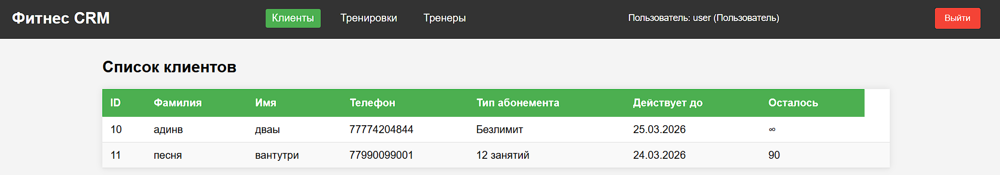 Фитнес CRM Клиенты Тренировки Тренеры Пользователь: user (Пользователь) Выйти
Список клиентов
ID Фамилия Имя Телефон Тип абонемента Действует до Осталось
10 адинв дваы 77774204844 Безлимит 25.03.2026 ∞
11 песня вантутри 77990099001 12 занятий 24.03.2026 90